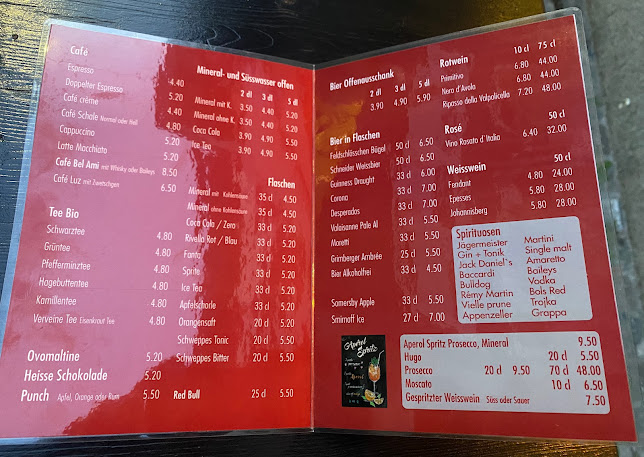 Café
Espresso 4.40
Doppelter Espresso 5.20
Café crème 4.40
Café Schale Normal oder Hell 4.80
Cappuccino 5.20
Latte Macchiato 5.20
Café Bel Ami mit Whisky oder Baileys 8.50
Café Luz mit Zwetschgen 6.50
Tee Bio
Schwarztee 4.80
Grüntee 4.80
Pfefferminztee 4.80
Hagebuttentee 4.80
Kamillentee 4.80
Verveine Tee Eisenkraut Tee 4.80
Ovomaltine 5.20
Heisse Schokolade 5.20
Punch Apfel, Orange oder Rum 5.50
Mineral- und Süsswasser offen
2 dl 3 dl 5 dl
Mineral mit K. 3.50 4.40 5.20
Mineral ohne K. 3.50 4.40 5.20
Coca Cola 3.90 4.90 5.50
Ice Tea 3.90 4.90 5.50
Flaschen
Mineral mit Kohlensäure 35 cl 4.50
Mineral ohne Kohlensäure 35 cl 4.50
Coca Cola / Zero 33 cl 5.20
Rivella Rot / Blau 33 cl 5.20
Fanta 33 cl 5.20
Sprite 33 cl 5.20
Ice Tea 33 cl 5.20
Apfelschorle 33 cl 5.20
Orangensaft 20 cl 5.20
Schweppes Tonic 20 cl 5.20
Schweppes Bitter 20 cl 5.20
Red Bull 25 cl 5.50
Bier Offenausschank
2 dl 3 dl 5 dl
3.90 4.90 5.90
Bier in Flaschen
Feldschlösschen Bügel 50 cl 6.50
Schneider Weissbier 50 cl 6.50
Guinness Draught 33 cl 6.00
Corona 33 cl 7.00
Desperados 33 cl 7.00
Valaisanne Pale Al 33 cl 5.50
Moretti 33 cl 5.50
Grimberger Ambrée 25 cl 5.50
Bier Alkoholfrei 33 cl 4.50
Somersby Apple 33 cl 5.50
Smirnoff Ice 27 cl 7.00
Aperol
Spritz
Rotwein 10 cl 75 cl
Primitivo 6.80 44.00
Nero d'Avola 6.80 44.00
Ripasso della Valpolicella 7.20 48.00
Rosé 50 cl
Vino Rosato d'Italia 6.40 32.00
Weisswein 50 cl
Fendant 4.80 24.00
Epesses 5.80 28.00
Johannisberg 5.80 28.00
Spirituosen
Jägermeister Martini
Gin + Tonik Single malt
Jack Daniel`s Amaretto
Baccardi Baileys
Bulldog Vodka
Rémy Martin Bols Red
Vielle prune Trojka
Appenzeller Grappa
Aperol-Spritz Prosecco, Mineral 9.50
Hugo 20 cl 5.50
Prosecco 20 cl 9.50 70 cl 48.00
Moscato 10 cl 6.50
Gespritzter Weisswein Süss oder Sauer 7.50